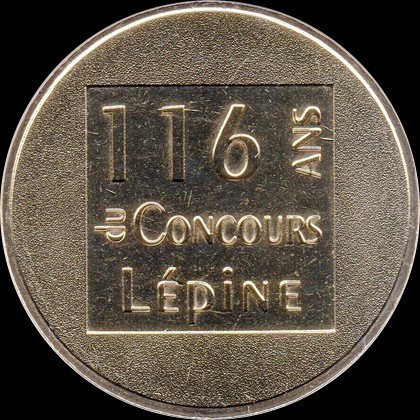 116 ANS
du CONCOURS
LÉPiNE